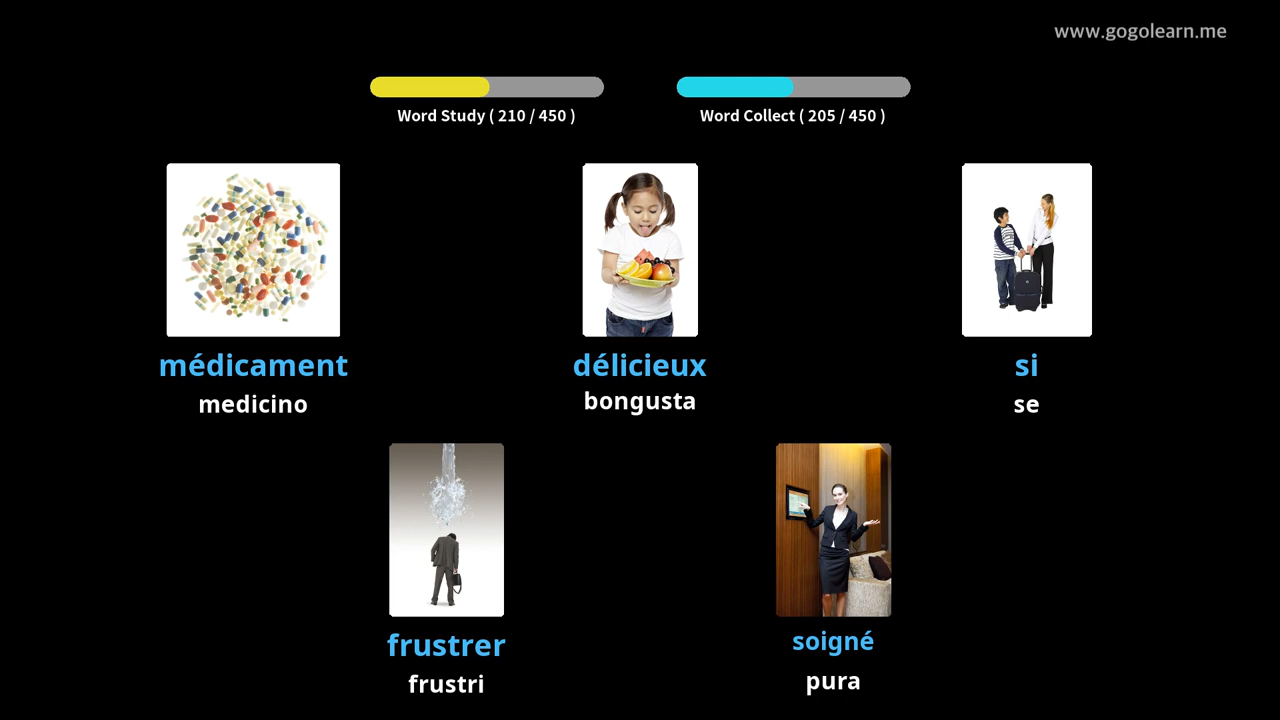 www.gogolearn.me
Word Study ( 210 / 450 )
Word Collect ( 205 / 450 )
médicament
medicino
délicieux
bongusta
si
se
frustrer
frustri
soigné
pura